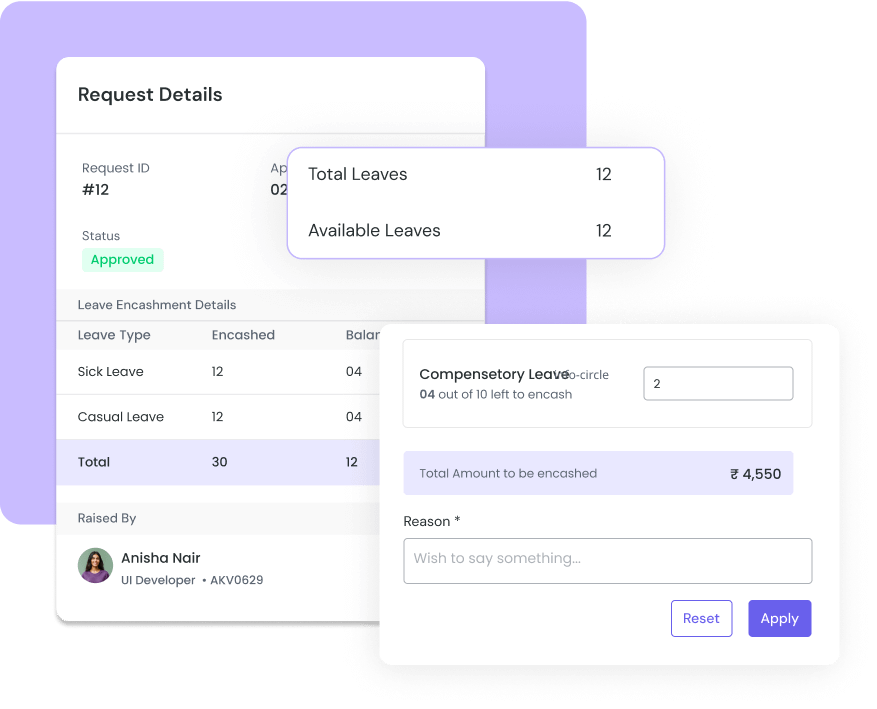 Request Details
Request ID
#12
Ap
02
Total Leaves 12
Available Leaves 12
Status
Approved
Leave Encashment Details
Leave Type Encashed Balan
Sick Leave 12 04
Casual Leave 12 04
Total 30 12
Raised By
Anisha Nair
UI Developer • AKV0629
Compensetory Leave info-circle
04 out of 10 left to encash
2
Total Amount to be encashed ₹ 4,550
Reason *
Wish to say something...
Reset Apply